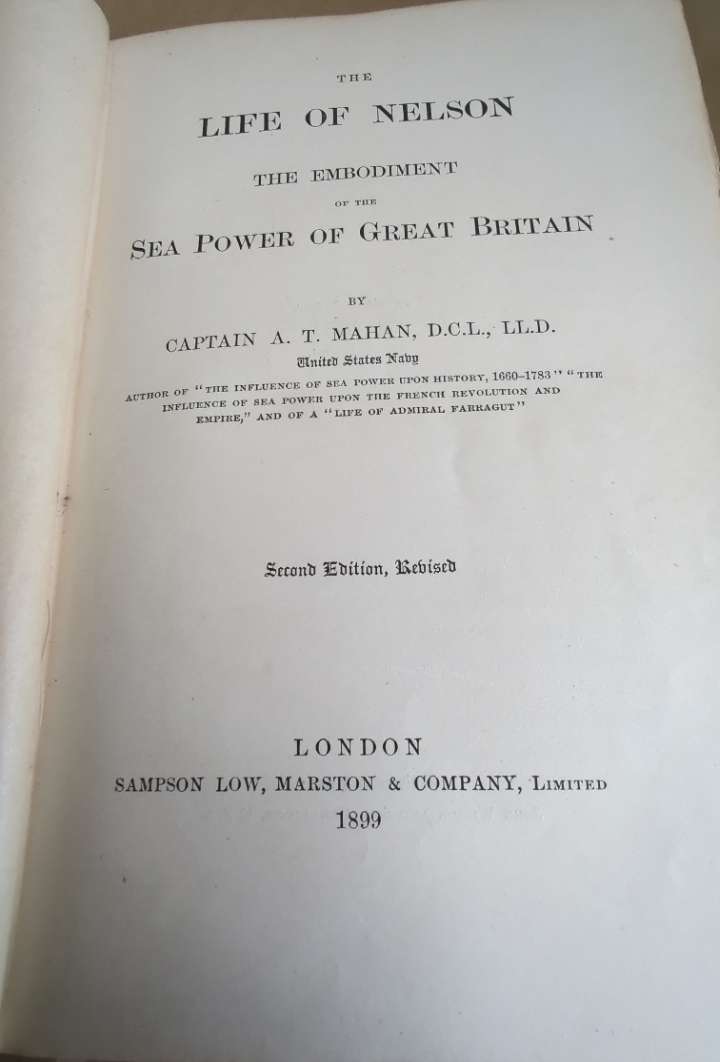 THE
LIFE OF NELSON
THE EMBODIMENT
OF THE
SEA POWER OF GREAT BRITAIN
BY
CAPTAIN A. T. MAHAN, D.C.L., LL.D.
United States Navy
AUTHOR OF "THE INFLUENCE OF SEA POWER UPON HISTORY, 1660–1783" "THE
INFLUENCE OF SEA POWER UPON THE FRENCH REVOLUTION AND
EMPIRE," AND OF A "LIFE OF ADMIRAL FARRAGUT"
Second Edition, Revised
LONDON
SAMPSON LOW, MARSTON & COMPANY, LIMITED
1899